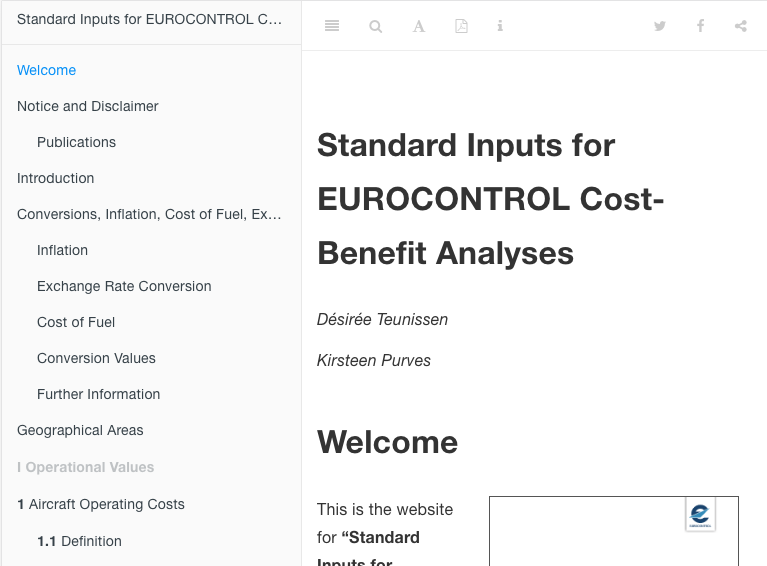 Standard Inputs for EUROCONTROL C...
Welcome
Notice and Disclaimer
Publications
Introduction
Conversions, Inflation, Cost of Fuel, Ex...
Inflation
Exchange Rate Conversion
Cost of Fuel
Conversion Values
Further Information
Geographical Areas
I Operational Values
1 Aircraft Operating Costs
1.1 Definition
Standard Inputs for
EUROCONTROL Cost-
Benefit Analyses
Désirée Teunissen
Kirsteen Purves
Welcome
This is the website
for “Standard
Inputs for